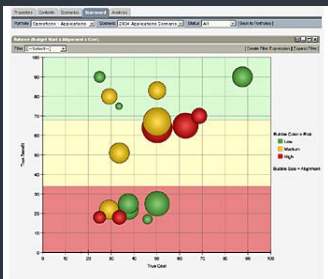 Properties Contents Scenarios Scorecard Analysis
Portfolio Operations - Applications Scenario 2004 Applications Domains Status All [ Back to Portfolios ]
Balance (Budget Start x Alignment x Cost)
Filter [ --Select-- ] [ Create Filter Expression | Expand Filter ]
100
90
80
70
60
50
40
30
20
10
0
True Benefit
0 10 20 30 40 50 60 70 80 90 100
True Cost
Bubble Color = Risk
Low
Medium
High
Bubble Size = Alignment